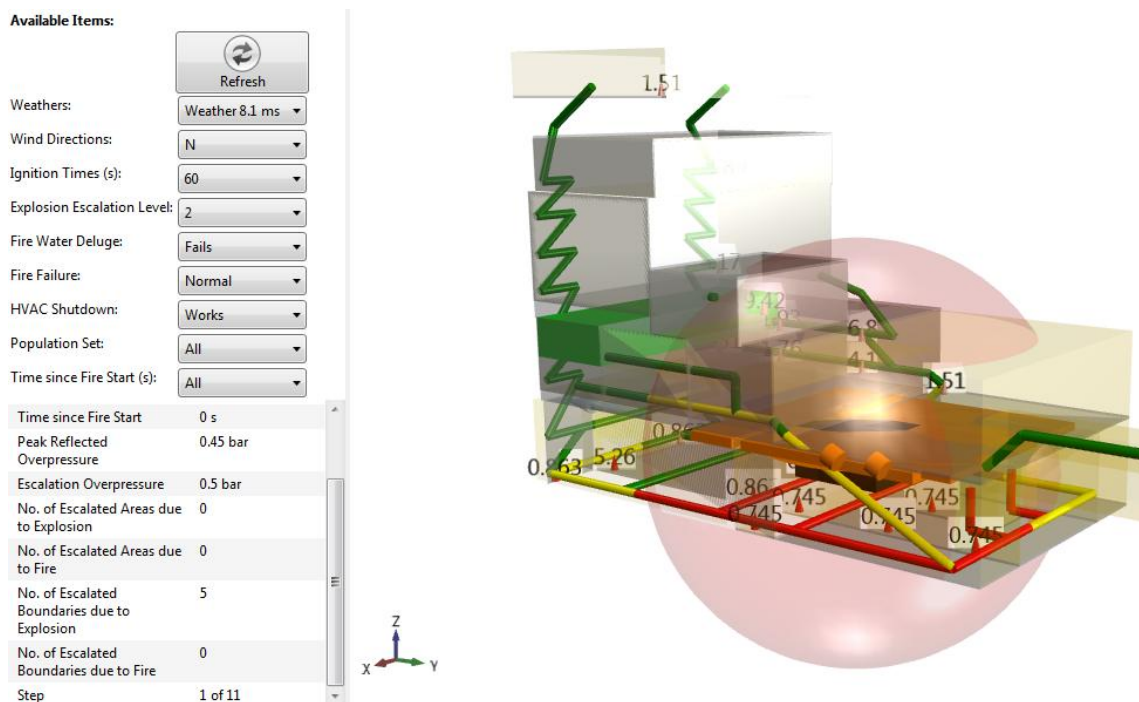 Available Items:
Refresh
Weathers: Weather 8.1 ms
Wind Directions: N
Ignition Times (s): 60
Explosion Escalation Level: 2
Fire Water Deluge: Fails
Fire Failure: Normal
HVAC Shutdown: Works
Population Set: All
Time since Fire Start (s): All
Time since Fire Start 0 s
Peak Reflected 0.45 bar
Overpressure
Escalation Overpressure 0.5 bar
No. of Escalated Areas due 0
to Explosion
No. of Escalated Areas due 0
to Fire
No. of Escalated 5
Boundaries due to
Explosion
No. of Escalated 0
Boundaries due to Fire
Step 1 of 11
1.51
17
9.42
6.8
4.1
1.51
0.863
5.26
0.86
0.745
0.745
0.745
0.745
0.745
Z
X
Y